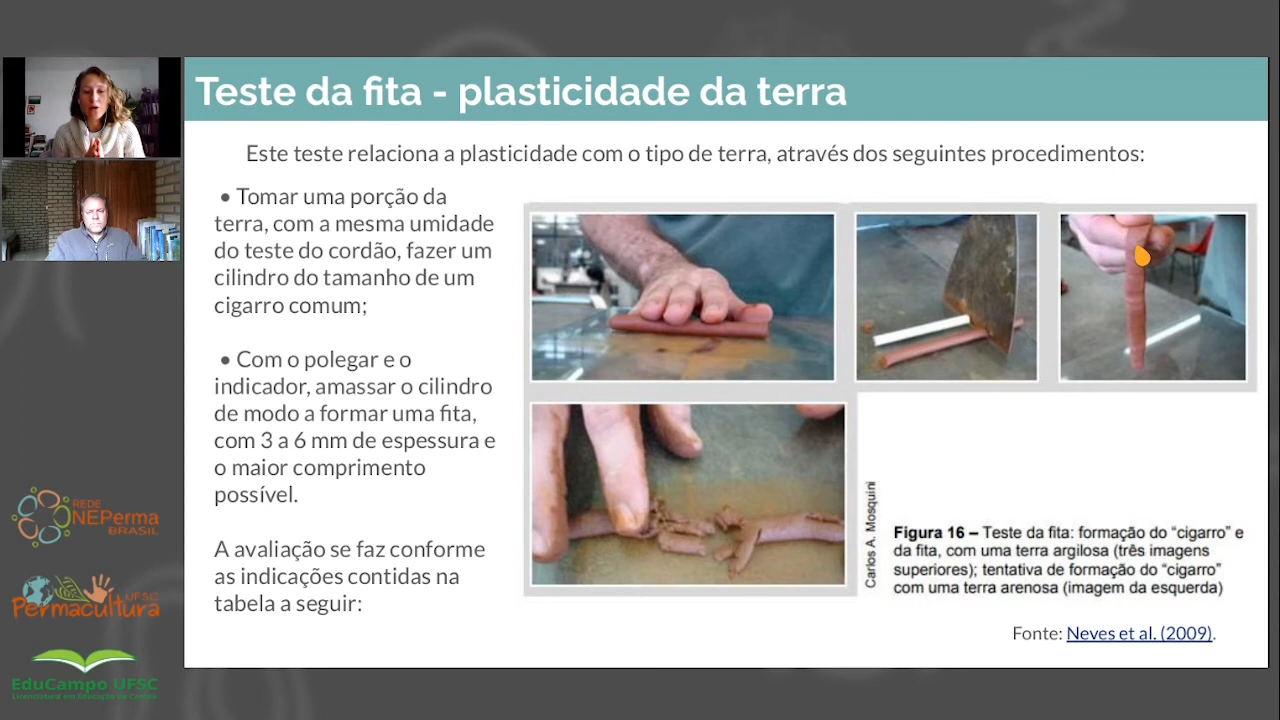 Teste da fita - plasticidade da terra
Este teste relaciona a plasticidade com o tipo de terra, através dos seguintes procedimentos:
• Tomar uma porção da
terra, com a mesma umidade
do teste do cordão, fazer um
cilindro do tamanho de um
cigarro comum;
• Com o polegar e o
indicador, amassar o cilindro
de modo a formar uma fita,
com 3 a 6 mm de espessura e
o maior comprimento
possível.
A avaliação se faz conforme
as indicações contidas na
tabela a seguir:
Carlos A. Mosquini
Figura 16 – Teste da fita: formação do “cigarro” e
da fita, com uma terra argilosa (três imagens
superiores); tentativa de formação do “cigarro”
com uma terra arenosa (imagem da esquerda)
Fonte: Neves et al. (2009).
REDE
NEPerma
BRASIL
UFSC
Permacultura
EduCampo UFSC
Licenciatura em Educação do Campo